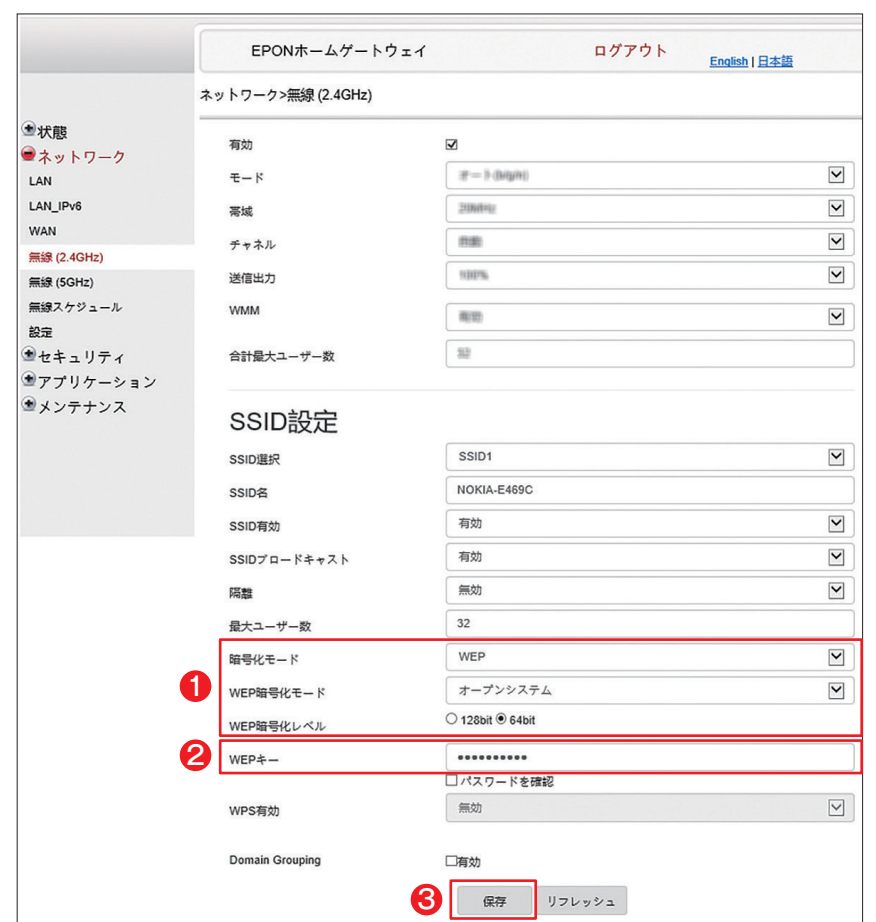 EPONホームゲートウェイ ログアウト English | 日本語
ネットワーク>無線 (2.4GHz)
状態
ネットワーク
LAN
LAN_IPv6
WAN
無線 (2.4GHz)
無線 (5GHz)
無線スケジュール
設定
セキュリティ
アプリケーション
メンテナンス
有効
モード
帯域
チャネル
送信出力 100%
WMM
合計最大ユーザー数 32
SSID設定
SSID選択 SSID1
SSID名 NOKIA-E469C
SSID有効 有効
SSIDブロードキャスト 有効
隔離 無効
最大ユーザー数 32
1
暗号化モード WEP
WEP暗号化モード オープンシステム
WEP暗号化レベル 128bit 64bit
2
WEPキー ••••••••••
パスワードを確認
WPS有効 無効
Domain Grouping 有効
3
保存 リフレッシュ